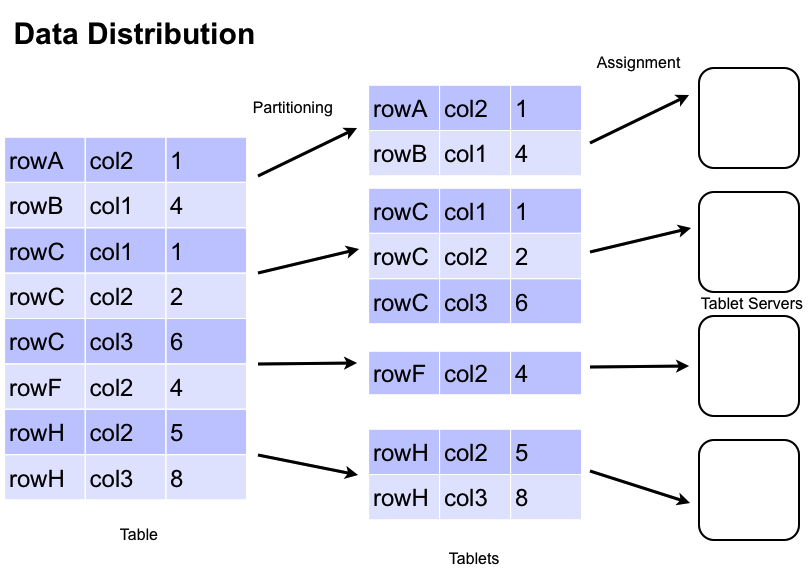 Data Distribution
Partitioning
Assignment
rowA col2 1
rowB col1 4
rowC col1 1
rowC col2 2
rowC col3 6
rowF col2 4
rowH col2 5
rowH col3 8
Table
rowA col2 1
rowB col1 4
rowC col1 1
rowC col2 2
rowC col3 6
rowF col2 4
rowH col2 5
rowH col3 8
Tablets
Tablet Servers